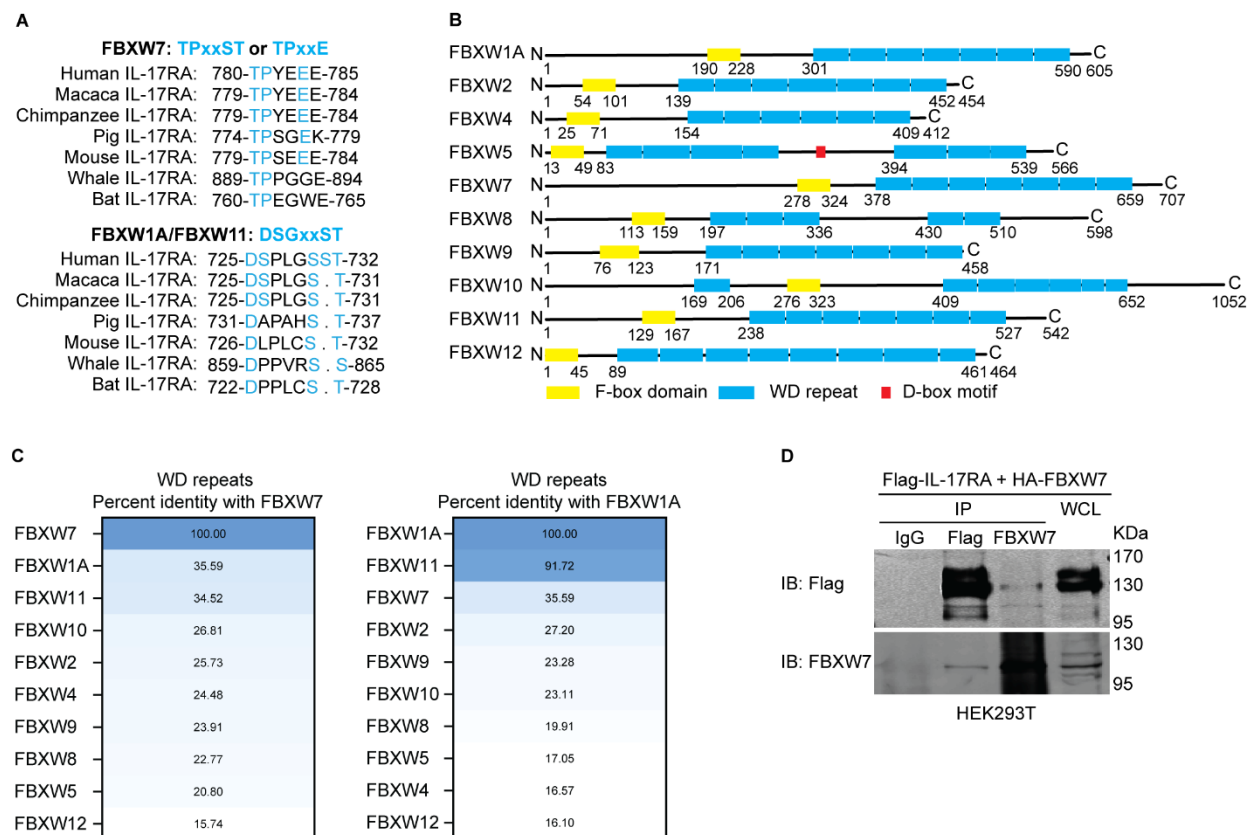 A
FBXW7: TPxxST or TPxxE
Human IL-17RA: 780-TPYEEE-785
Macaca IL-17RA: 779-TPYEEE-784
Chimpanzee IL-17RA: 779-TPYEEE-784
Pig IL-17RA: 774-TPSGEK-779
Mouse IL-17RA: 779-TPSEEE-784
Whale IL-17RA: 889-TPPGGE-894
Bat IL-17RA: 760-TPEGWE-765
FBXW1A/FBXW11: DSGxxST
Human IL-17RA: 725-DSPLGSST-732
Macaca IL-17RA: 725-DSPLGS . T-731
Chimpanzee IL-17RA: 725-DSPLGS . T-731
Pig IL-17RA: 731-DAPAHS . T-737
Mouse IL-17RA: 726-DLPLCS . T-732
Whale IL-17RA: 859-DPPVRS . S-865
Bat IL-17RA: 722-DPPLCS . T-728
B
FBXW1A N C
1 190 228 301 590 605
FBXW2 N C
1 54 101 139 452 454
FBXW4 N C
1 25 71 154 409 412
FBXW5 N C
1 13 49 83 394 539 566
FBXW7 N C
1 278 324 378 659 707
FBXW8 N C
1 113 159 197 336 430 510 598
FBXW9 N C
1 76 123 171 458
FBXW10 N C
1 169 206 276 323 409 652 1052
FBXW11 N C
1 129 167 238 527 542
FBXW12 N C
1 45 89 461 464
F-box domain WD repeat D-box motif
C
WD repeats
Percent identity with FBXW7
FBXW7 100.00
FBXW1A 35.59
FBXW11 34.52
FBXW10 26.81
FBXW2 25.73
FBXW4 24.48
FBXW9 23.91
FBXW8 22.77
FBXW5 20.80
FBXW12 15.74
WD repeats
Percent identity with FBXW1A
FBXW1A 100.00
FBXW11 91.72
FBXW7 35.59
FBXW2 27.20
FBXW9 23.28
FBXW10 23.11
FBXW8 19.91
FBXW5 17.05
FBXW4 16.57
FBXW12 16.10
D
Flag-IL-17RA + HA-FBXW7
IP WCL
IgG Flag FBXW7 KDa
170
IB: Flag 130
95
130
IB: FBXW7
95
HEK293T